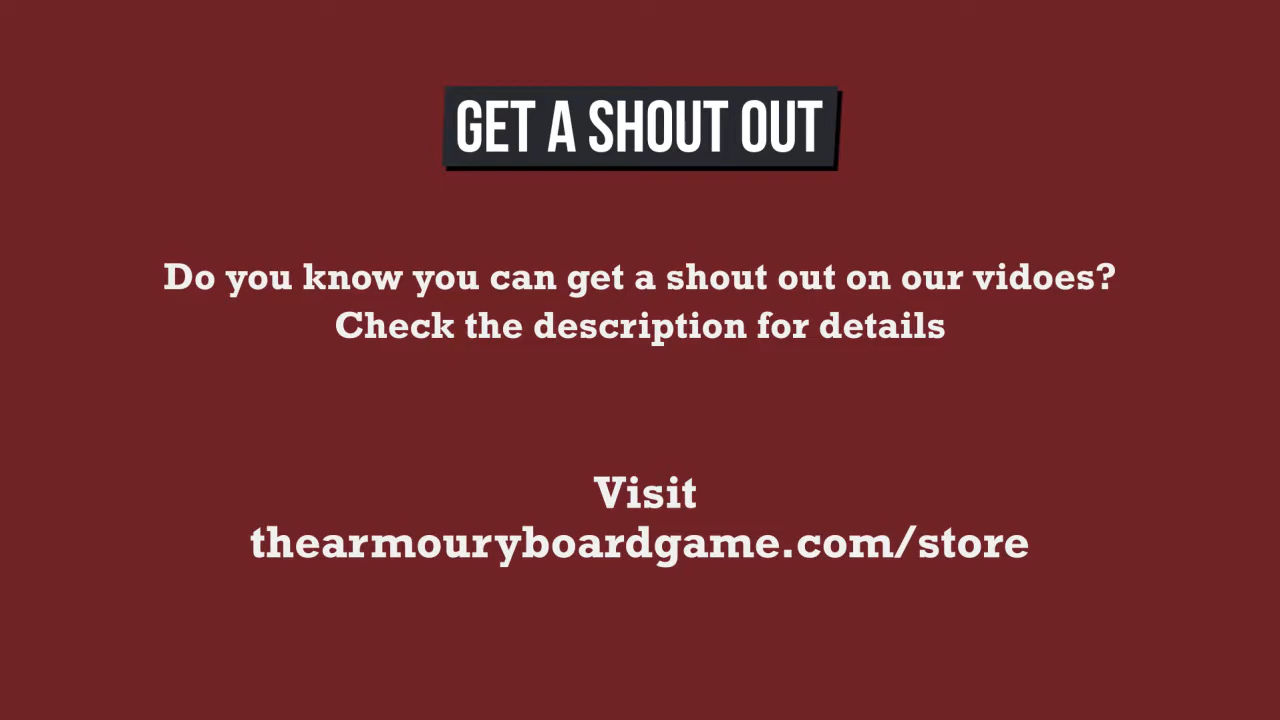 GET A SHOUT OUT
Do you know you can get a shout out on our vidoes?
Check the description for details
Visit
thearmouryboardgame.com/store